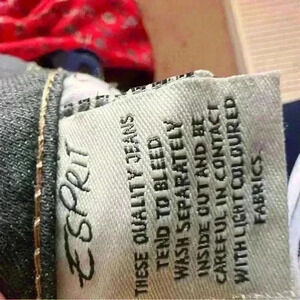 ESPRIT
THESE QUALITY JEANS
TEND TO BLEED
WASH SEPARATELY
INSIDE OUT AND BE
CAREFUL IN CONTACT
WITH LIGHT COLOURED
FABRICS.